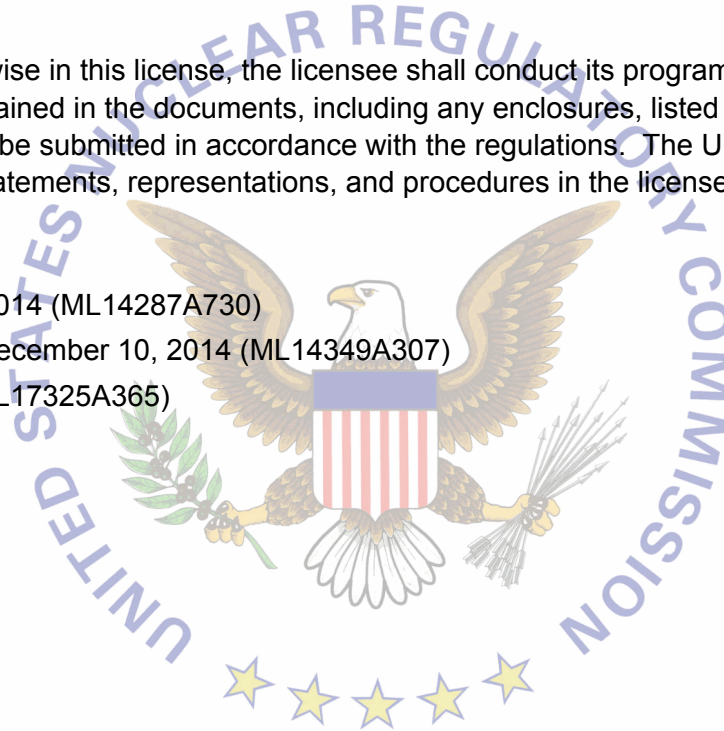 UNITED STATES NUCLEAR REGULATORY COMMISSION
wise in this license, the licensee shall conduct its program
tained in the documents, including any enclosures, listed
be submitted in accordance with the regulations. The U
atements, representations, and procedures in the license
2014 (ML14287A730)
ecember 10, 2014 (ML14349A307)
L17325A365)